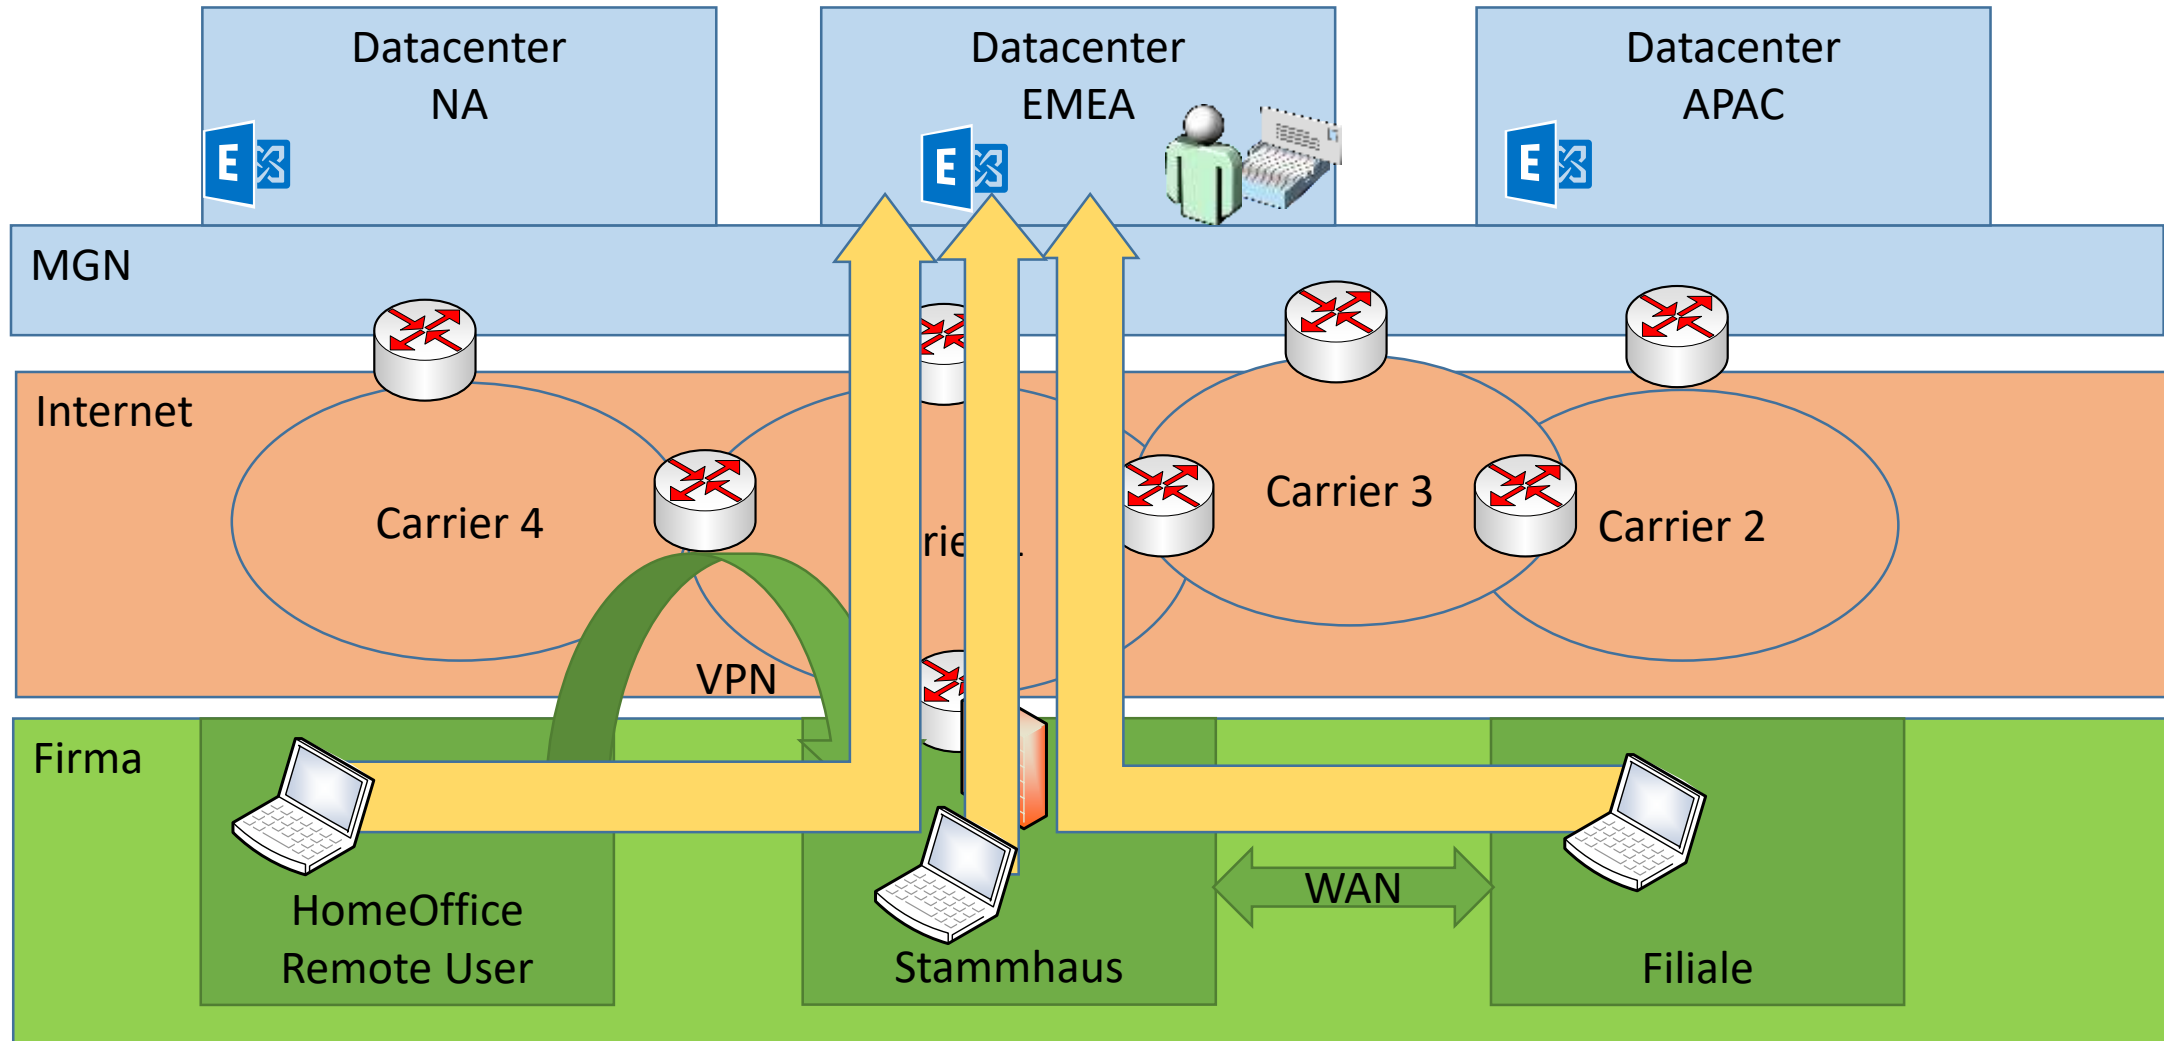 Datacenter
NA
Datacenter
EMEA
Datacenter
APAC
E
E
E
MGN
Internet
Carrier 4
Carrier 3
Carrier 2
VPN
Firma
WAN
HomeOffice
Remote User
Stammhaus
Filiale